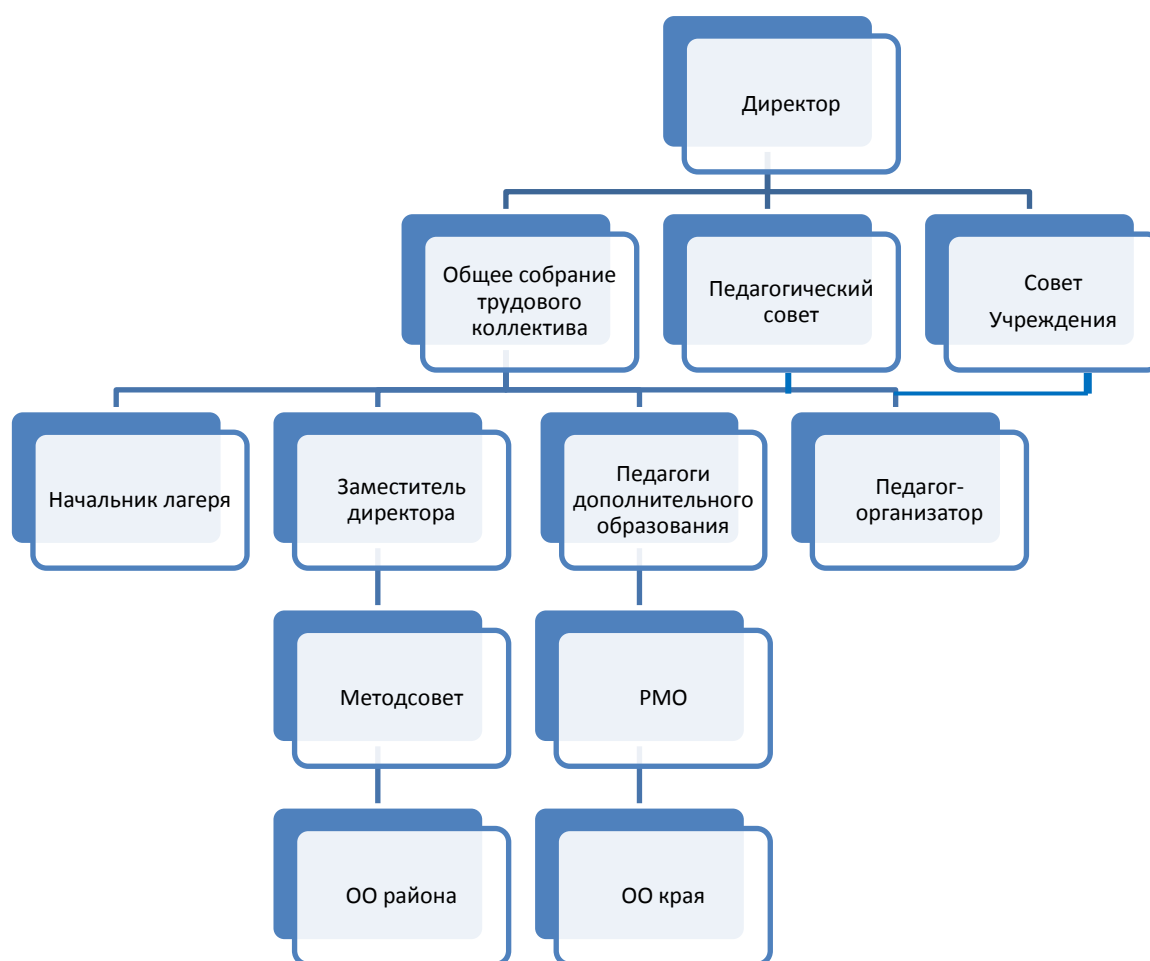 Директор
Общее собрание
трудового
коллектива
Педагогический
совет
Совет
Учреждения
Начальник лагеря
Заместитель
директора
Педагоги
дополнительного
образования
Педагог-
организатор
Методсовет
РМО
ОО района
ОО края